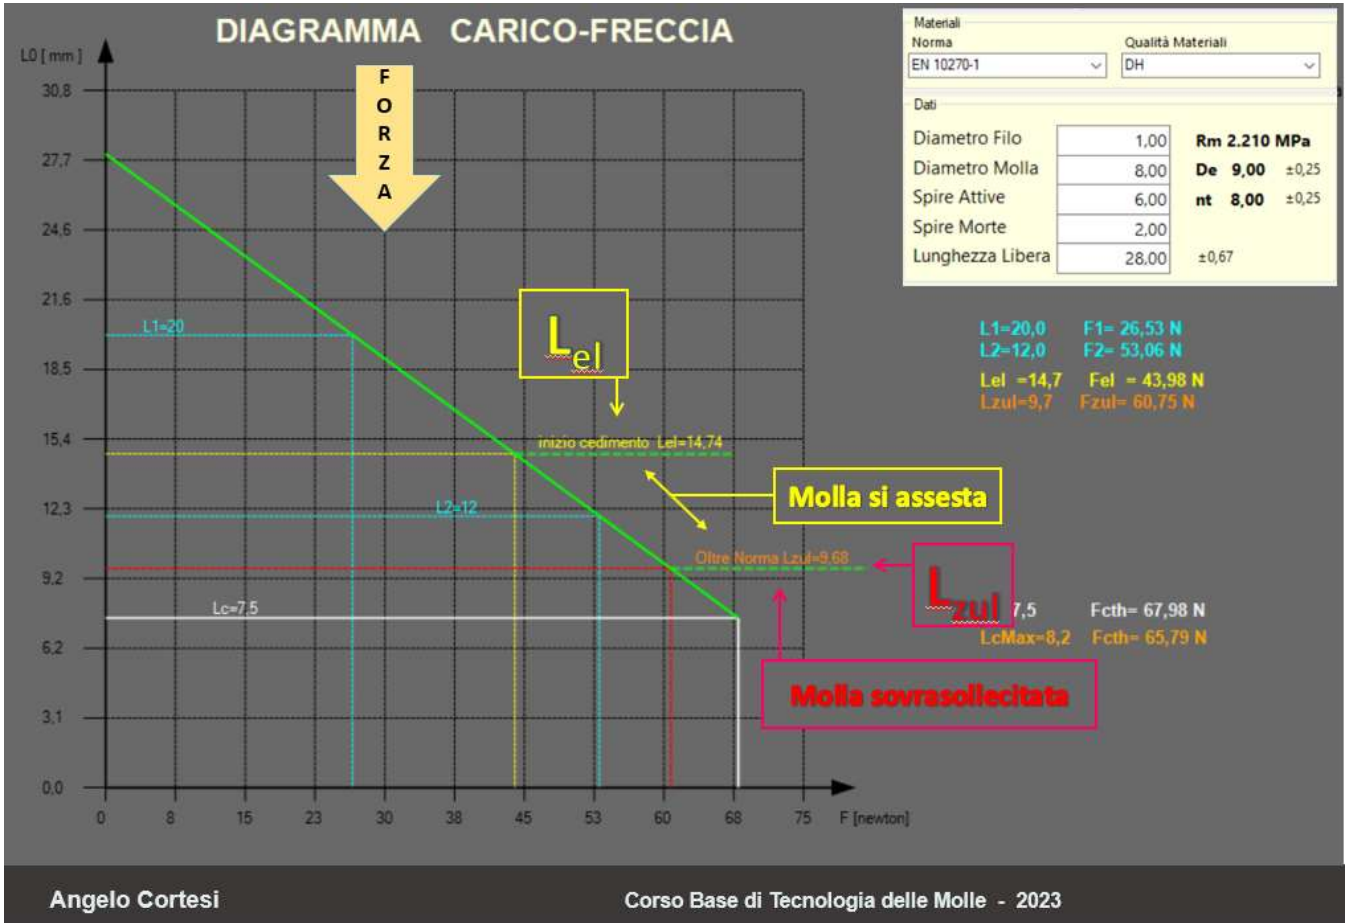 DIAGRAMMA CARICO-FRECCIA
L0 [ mm ]
30,8
27,7
24,6
21,6
18,5
15,4
12,3
9,2
6,2
3,1
0,0
0 8 15 23 30 38 45 53 60 68 75 F [newton]
F
O
R
Z
A
L1=20
Lel
inizio cedimento Lel=14,74
L2=12
Molla si assesta
Oltre Norma Lzul=9,68
Lzul
Lc=7,5
Molla sovrasollecitata
Materiali
Norma Qualità Materiali
EN 10270-1 DH
Dati
Diametro Filo 1,00 Rm 2.210 MPa
Diametro Molla 8,00 De 9,00 ±0,25
Spire Attive 6,00 nt 8,00 ±0,25
Spire Morte 2,00
Lunghezza Libera 28,00 ±0,67
L1=20,0 F1= 26,53 N
L2=12,0 F2= 53,06 N
Lel =14,7 Fel = 43,98 N
Lzul=9,7 Fzul= 60,75 N
7,5 Fcth= 67,98 N
LcMax=8,2 Fcth= 65,79 N
Angelo Cortesi
Corso Base di Tecnologia delle Molle - 2023